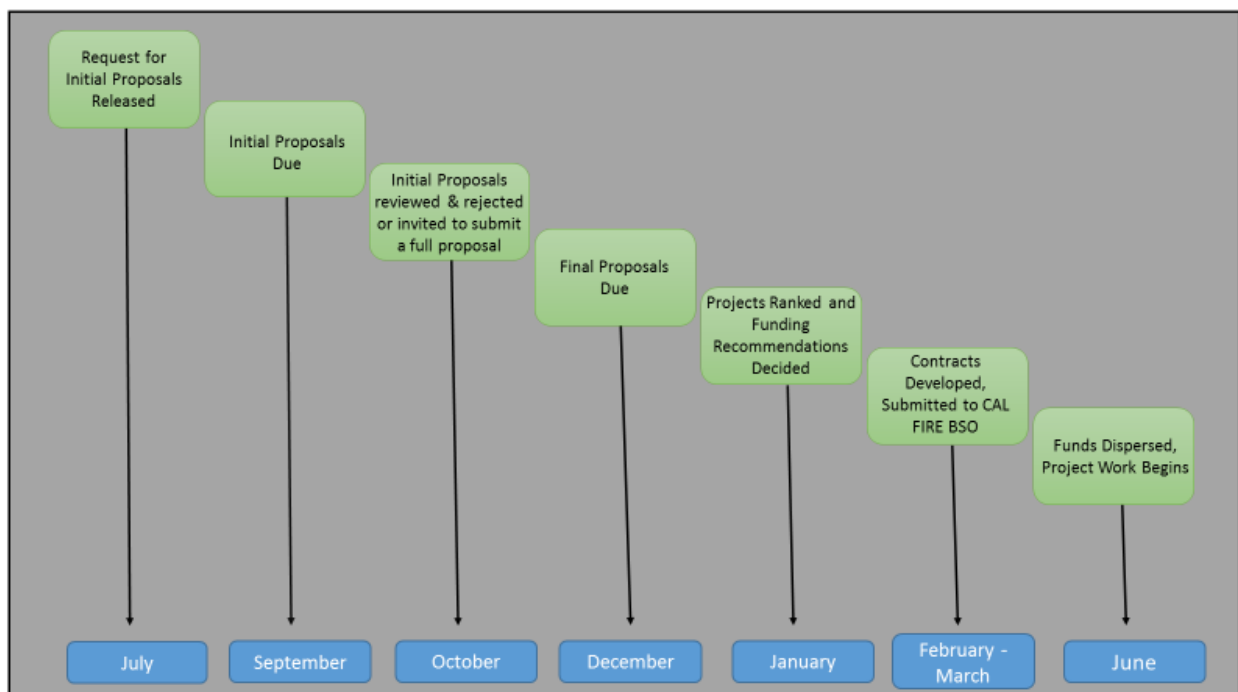 Request for
Initial Proposals
Released
Initial Proposals
Due
Initial Proposals
reviewed & rejected
or invited to submit
a full proposal
Final Proposals
Due
Projects Ranked and
Funding
Recommendations
Decided
Contracts
Developed,
Submitted to CAL
FIRE BSO
Funds Dispersed,
Project Work Begins
July
September
October
December
January
February -
March
June